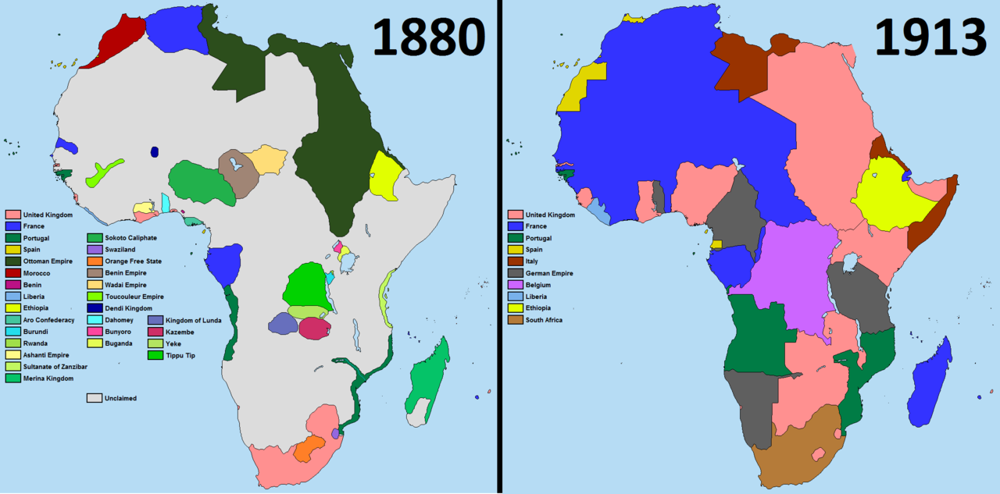 1880
United Kingdom
France
Portugal
Spain
Ottoman Empire
Morocco
Benin
Liberia
Ethiopia
Aro Confederacy
Burundi
Rwanda
Ashanti Empire
Sultanate of Zanzibar
Merina Kingdom
Sokoto Caliphate
Swaziland
Orange Free State
Benin Empire
Wadai Empire
Toucouleur Empire
Dendi Kingdom
Dahomey
Bunyoro
Buganda
Kingdom of Lunda
Kazembe
Yeke
Tippu Tip
Unclaimed
1913
United Kingdom
France
Portugal
Spain
Italy
German Empire
Belgium
Liberia
Ethiopia
South Africa